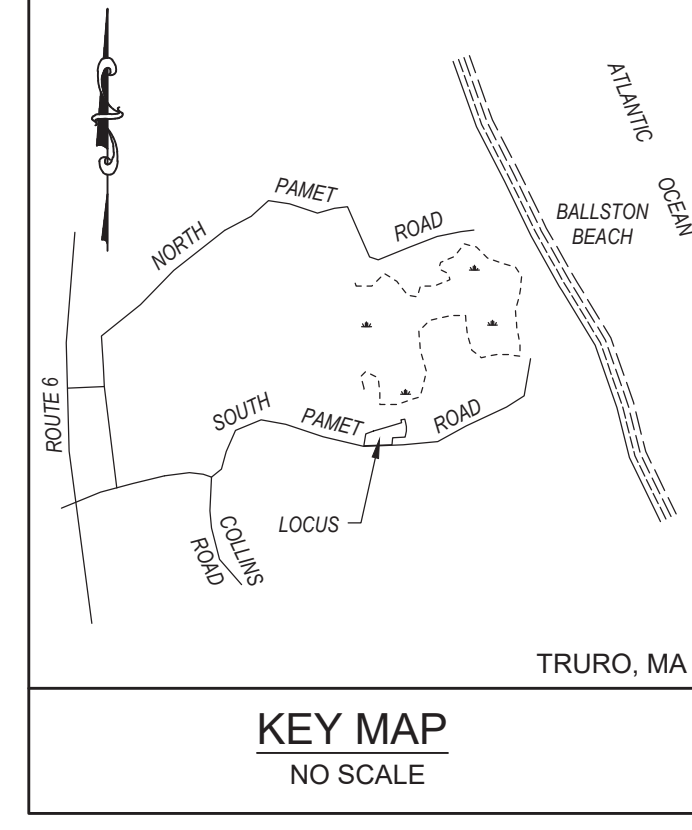 ATLANTIC
OCEAN
BALLSTON
BEACH
NORTH PAMET ROAD
ROUTE 6
SOUTH PAMET ROAD
LOCUS
COLLINS
ROAD
TRURO, MA
KEY MAP
NO SCALE